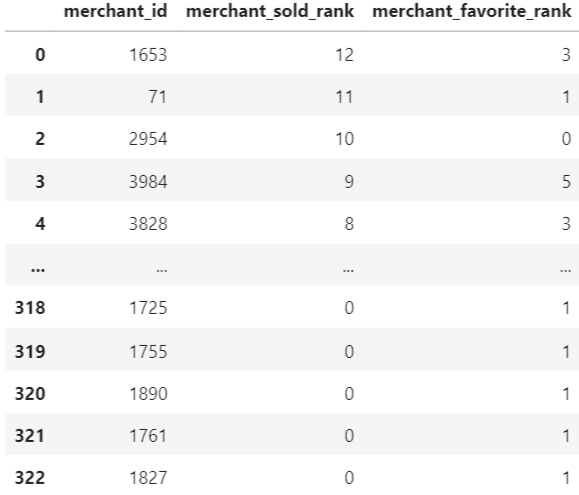 merchant_id merchant_sold_rank merchant_favorite_rank
0 1653 12 3
1 71 11 1
2 2954 10 0
3 3984 9 5
4 3828 8 3
... ... ... ...
318 1725 0 1
319 1755 0 1
320 1890 0 1
321 1761 0 1
322 1827 0 1